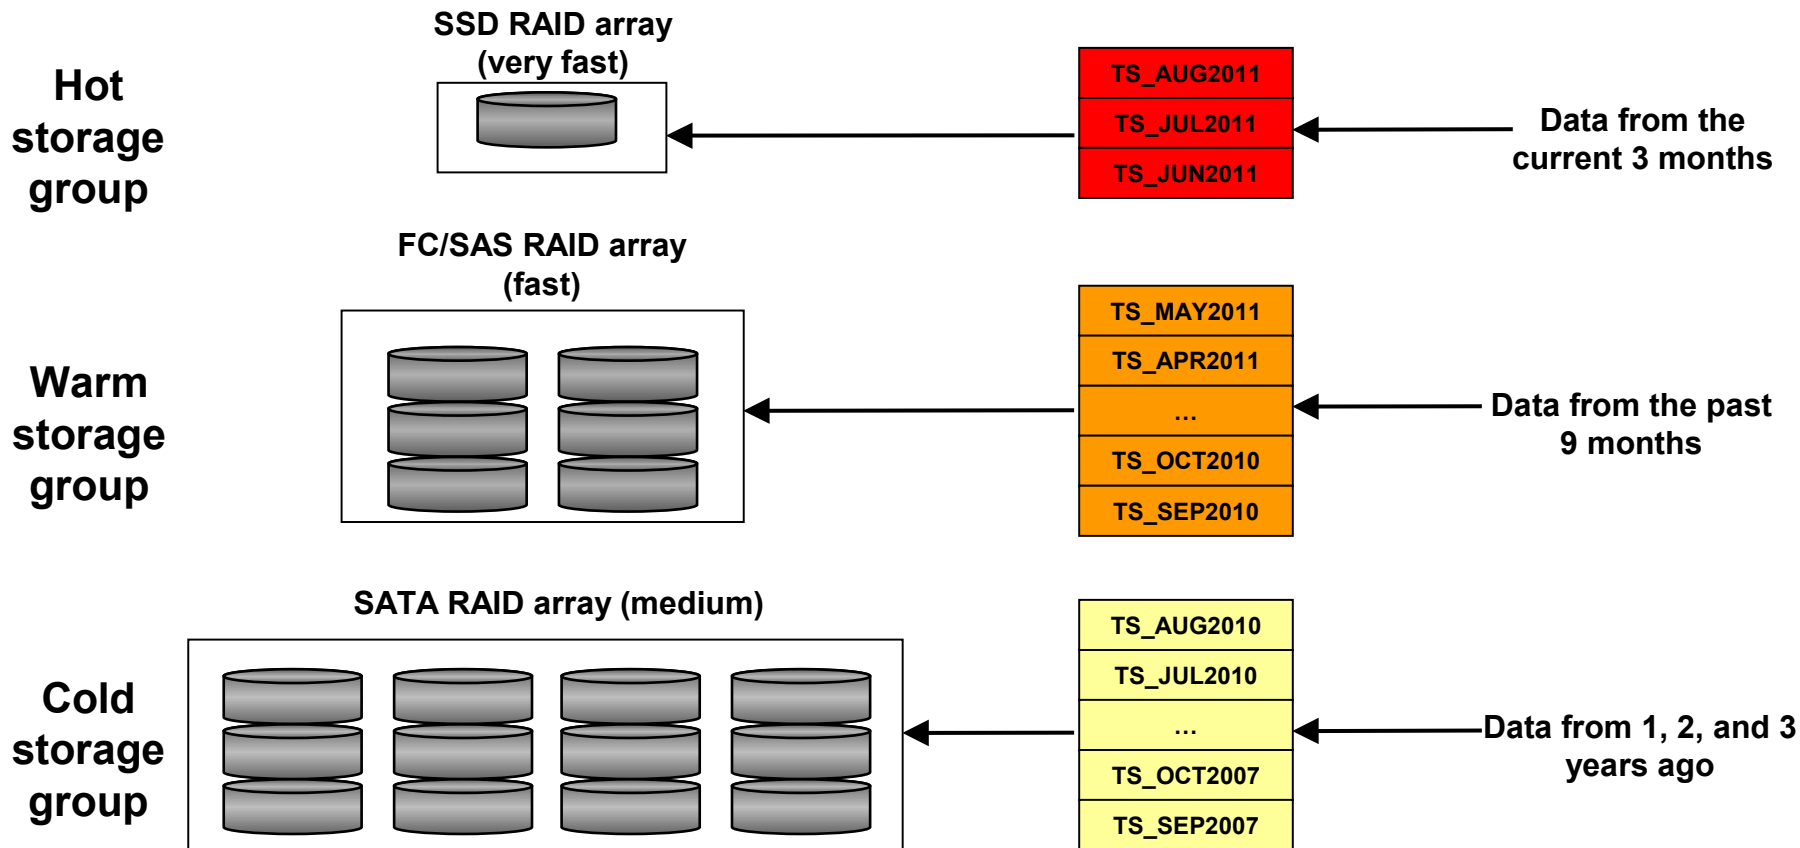 Hot
storage
group
SSD RAID array
(very fast)
TS_AUG2011
TS_JUL2011
TS_JUN2011
Data from the
current 3 months
Warm
storage
group
FC/SAS RAID array
(fast)
TS_MAY2011
TS_APR2011
...
TS_OCT2010
TS_SEP2010
Data from the past
9 months
Cold
storage
group
SATA RAID array (medium)
TS_AUG2010
TS_JUL2010
...
TS_OCT2007
TS_SEP2007
Data from 1, 2, and 3
years ago